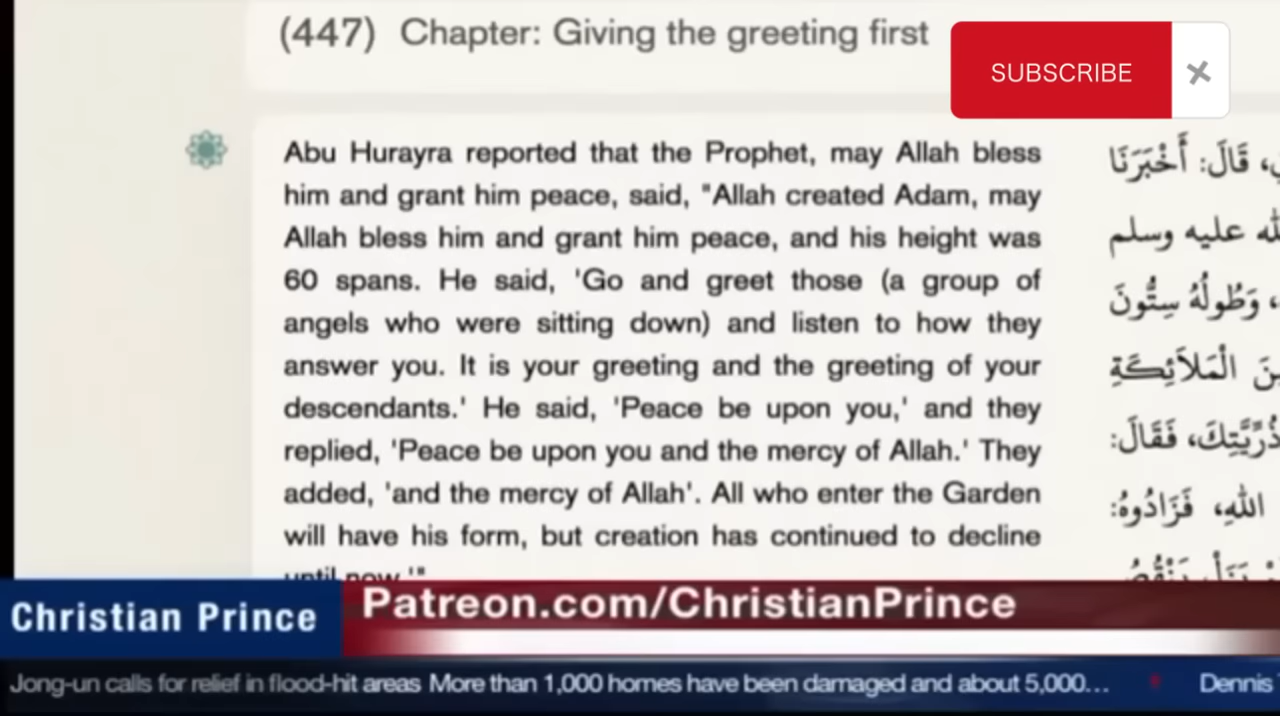 (447) Chapter: Giving the greeting first
SUBSCRIBE
Abu Hurayra reported that the Prophet, may Allah bless
him and grant him peace, said, "Allah created Adam, may
Allah bless him and grant him peace, and his height was
60 spans. He said, 'Go and greet those (a group of
angels who were sitting down) and listen to how they
answer you. It is your greeting and the greeting of your
descendants.' He said, 'Peace be upon you,' and they
replied, 'Peace be upon you and the mercy of Allah.' They
added, 'and the mercy of Allah'. All who enter the Garden
will have his form, but creation has continued to decline
until now.'"
قَالَ: أَخْبَرَنَا
عليه وسلم
وَطُولُهُ سِتُّونَ
الْمَلاَئِكَةِ
فَقَالَ:
اللهِ، فَزَادُوهُ:
Christian Prince
Patreon.com/ChristianPrince
Jong-un calls for relief in flood-hit areas More than 1,000 homes have been damaged and about 5,000...
Dennis